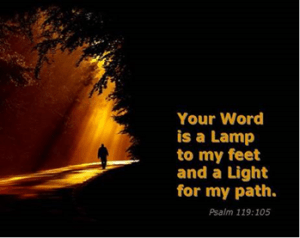 Your Word
is a Lamp
to my feet
and a Light
for my path.
Psalm 119:105